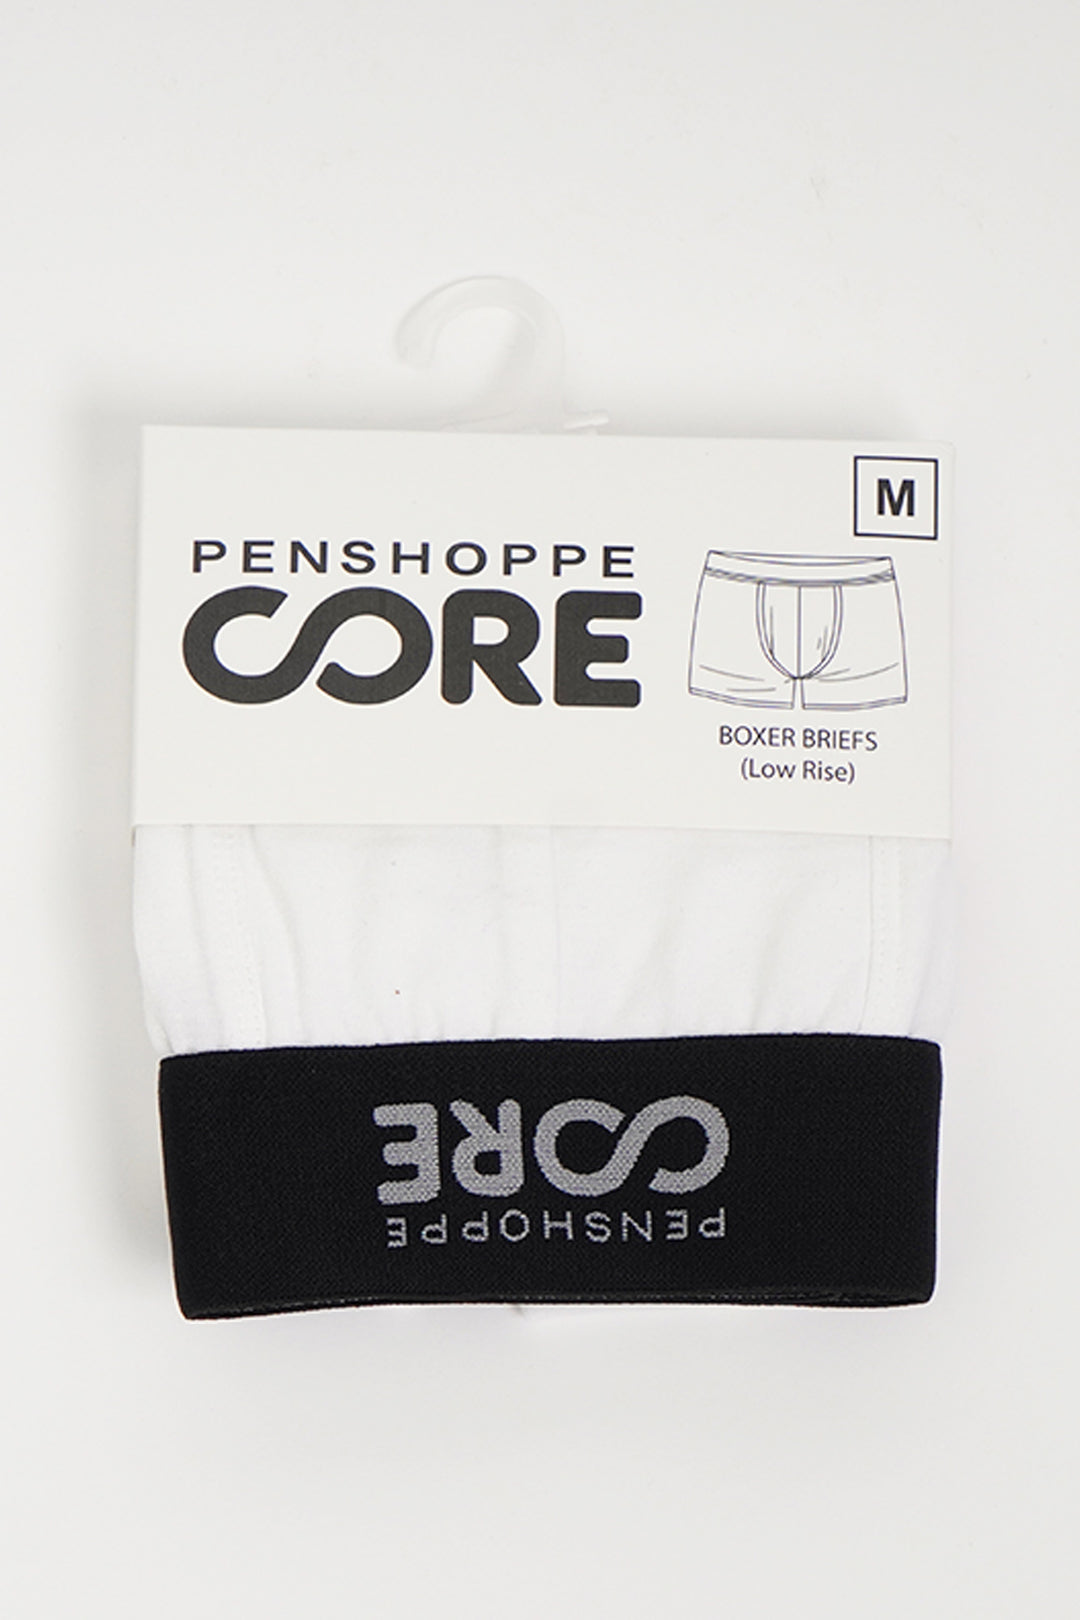 M
PENSHOPPE
CORE
BOXER BRIEFS
(Low Rise)
CORE
PENSHOPPE